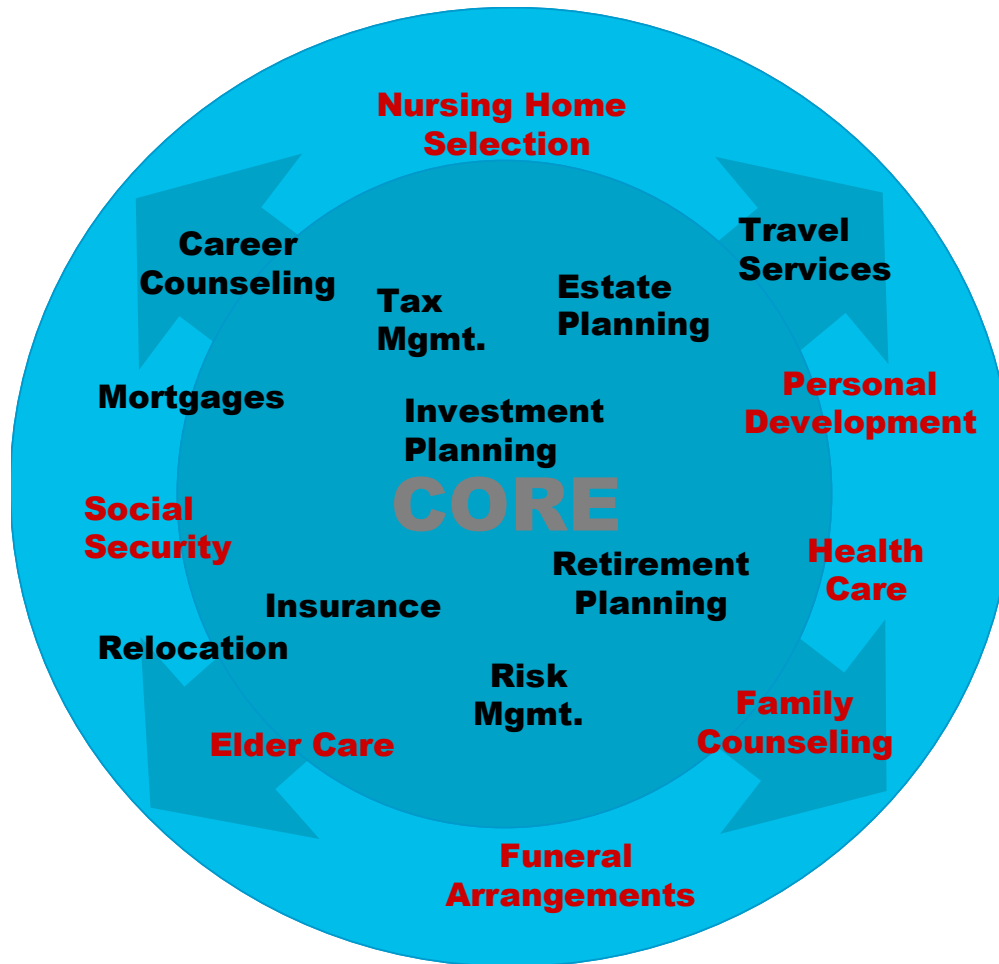 Nursing Home
Selection
Career
Counseling
Travel
Services
Tax
Mgmt.
Estate
Planning
Mortgages
Personal
Development
Investment
Planning
CORE
Social
Security
Health
Care
Retirement
Planning
Insurance
Relocation
Risk
Mgmt.
Family
Counseling
Elder Care
Funeral
Arrangements